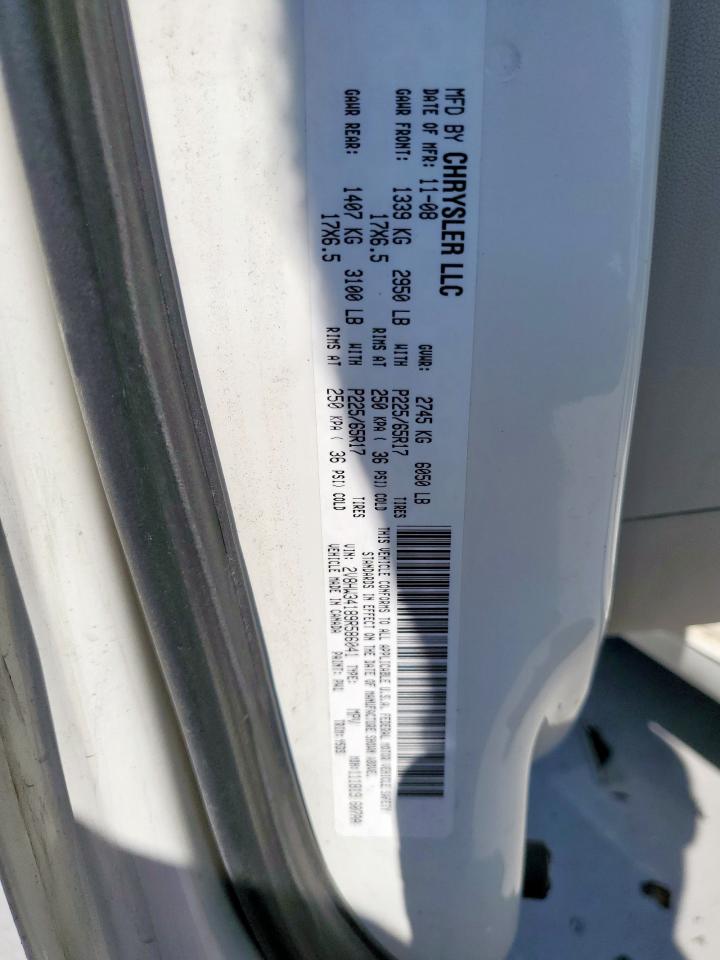 MFD BY CHRYSLER LLC
DATE OF MFR: 11-08 GVWR: 2745 KG 6050 LB
GAWR FRONT: 1339 KG 2950 LB WITH P225/65R17 TIRES
17X6.5 RIMS AT 250 KPA ( 36 PSI) COLD
GAWR REAR: 1407 KG 3100 LB WITH P225/65R17 TIRES
17X6.5 RIMS AT 250 KPA ( 36 PSI) COLD
THIS VEHICLE CONFORMS TO ALL APPLICABLE U.S.A. FEDERAL MOTOR VEHICLE SAFETY
STANDARDS IN EFFECT ON THE DATE OF MANUFACTURE SHOWN ABOVE.
VIN: 2V8HW34189R586041 TYPE: MPV
VEHICLE MADE IN CANADA PAINT: PW1